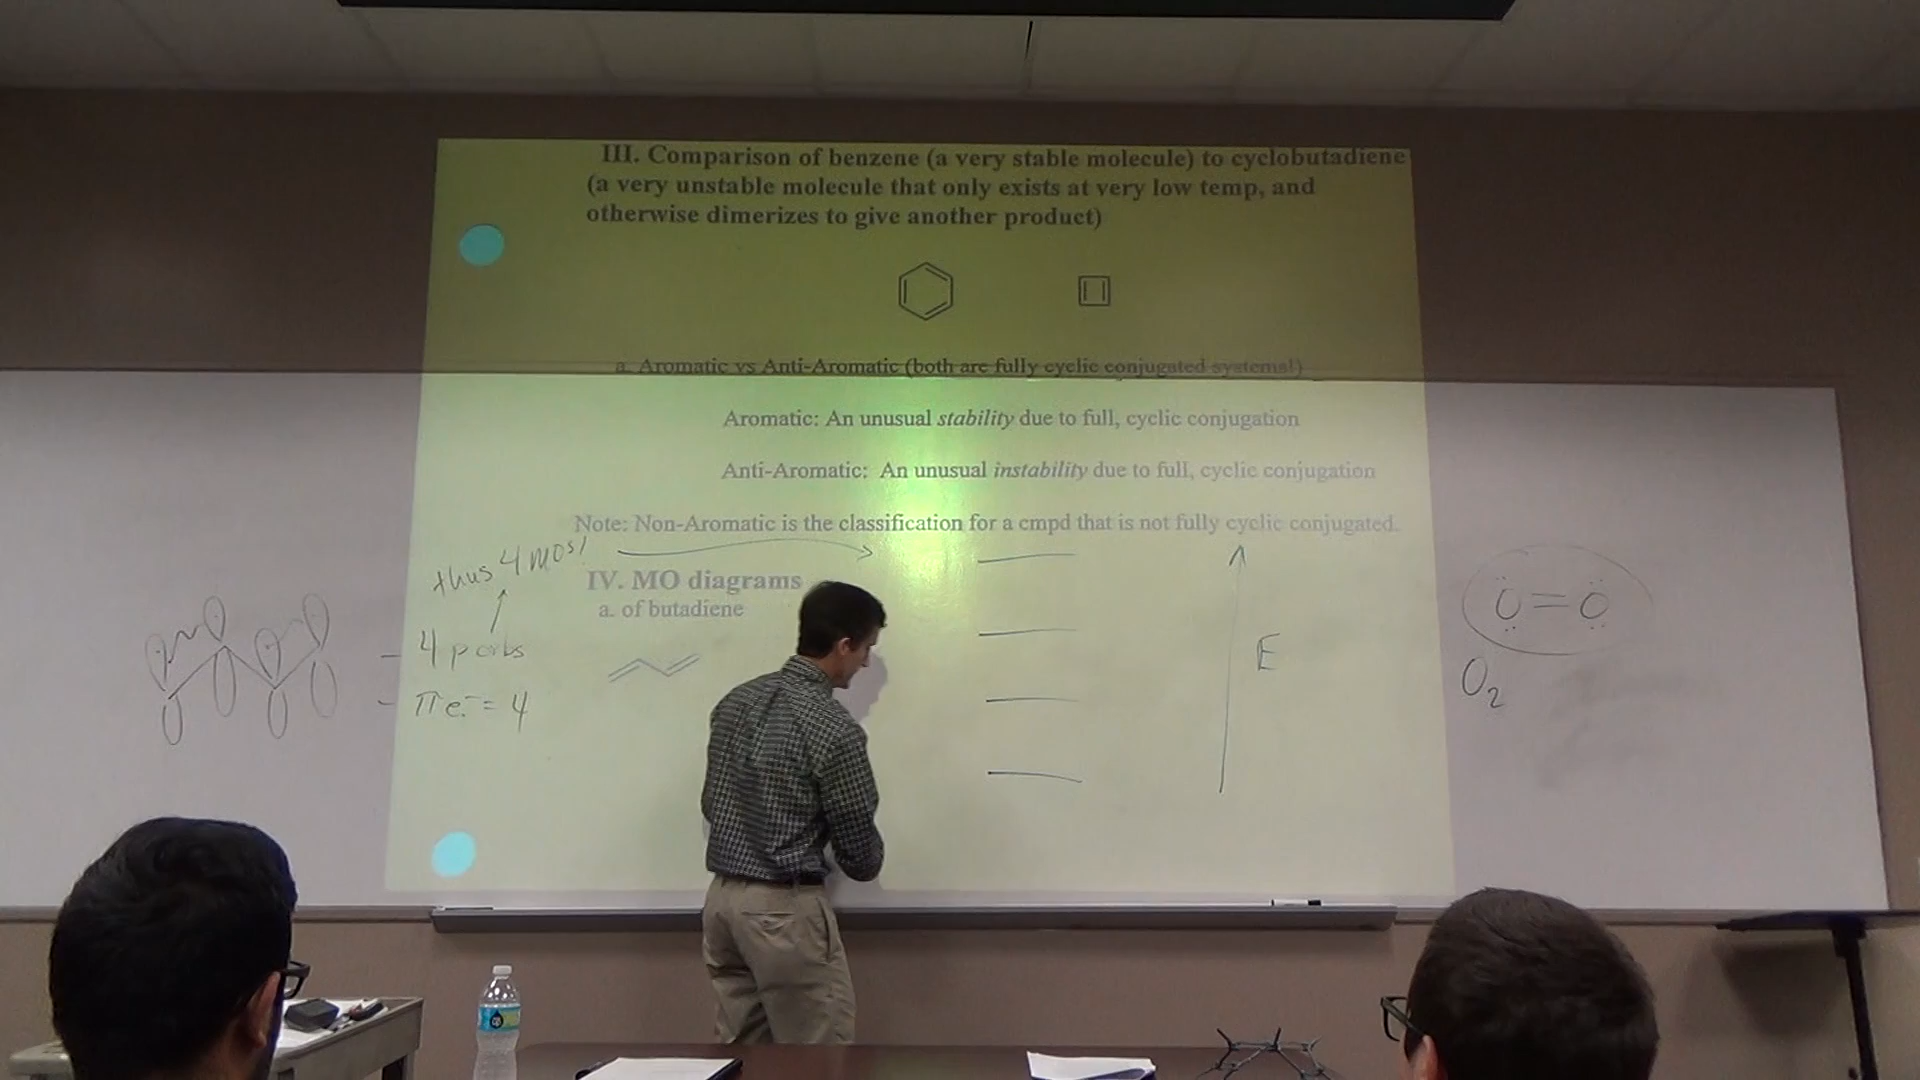 III. Comparison of benzene (a very stable molecule) to cyclobutadiene
(a very unstable molecule that only exists at very low temp, and
otherwise dimerizes to give another product)
a. Aromatic vs Anti-Aromatic (both are fully cyclic conjugated systems!)
Aromatic: An unusual stability due to full, cyclic conjugation
Anti-Aromatic: An unusual instability due to full, cyclic conjugation
Note: Non-Aromatic is the classification for a cmpd that is not fully cyclic conjugated.
thus 4 MOs!
IV. MO diagrams
a. of butadiene
- 4 p orbs
- πe⁻ = 4
E
O=O
O₂